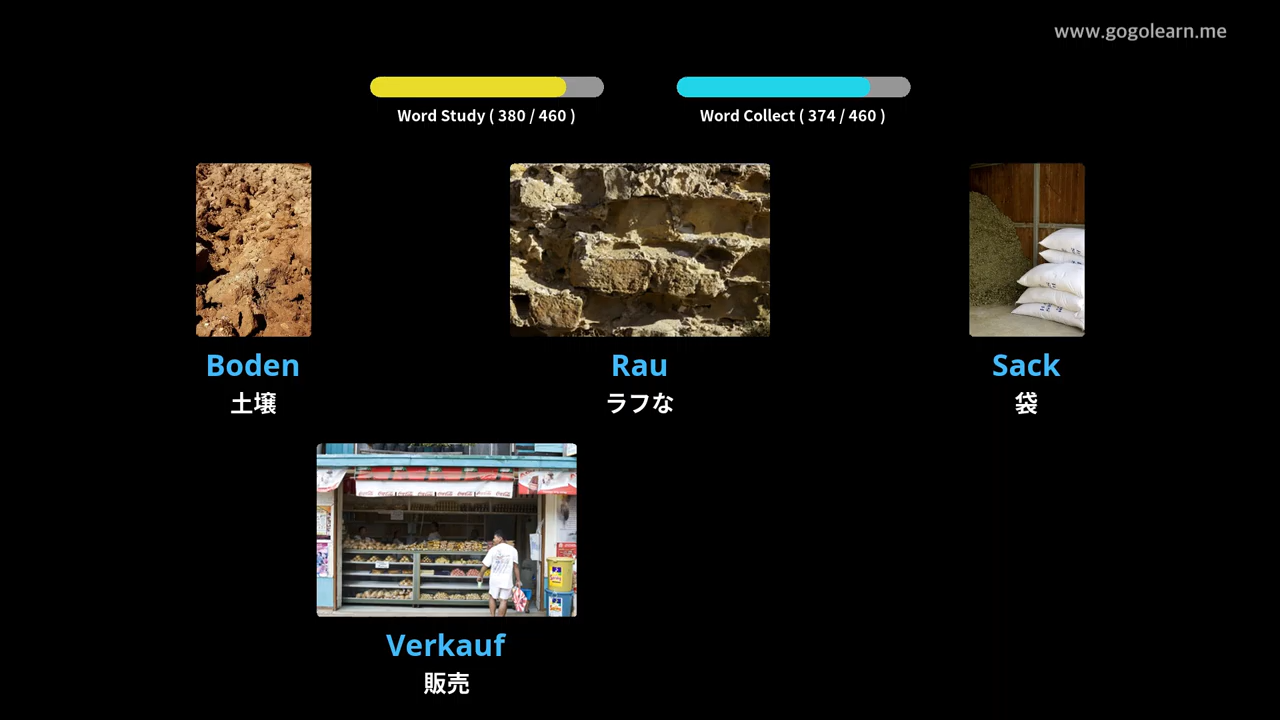 www.gogolearn.me
Word Study ( 380 / 460 )
Word Collect ( 374 / 460 )
Boden
土壌
Rau
ラフな
Sack
袋
Verkauf
販売